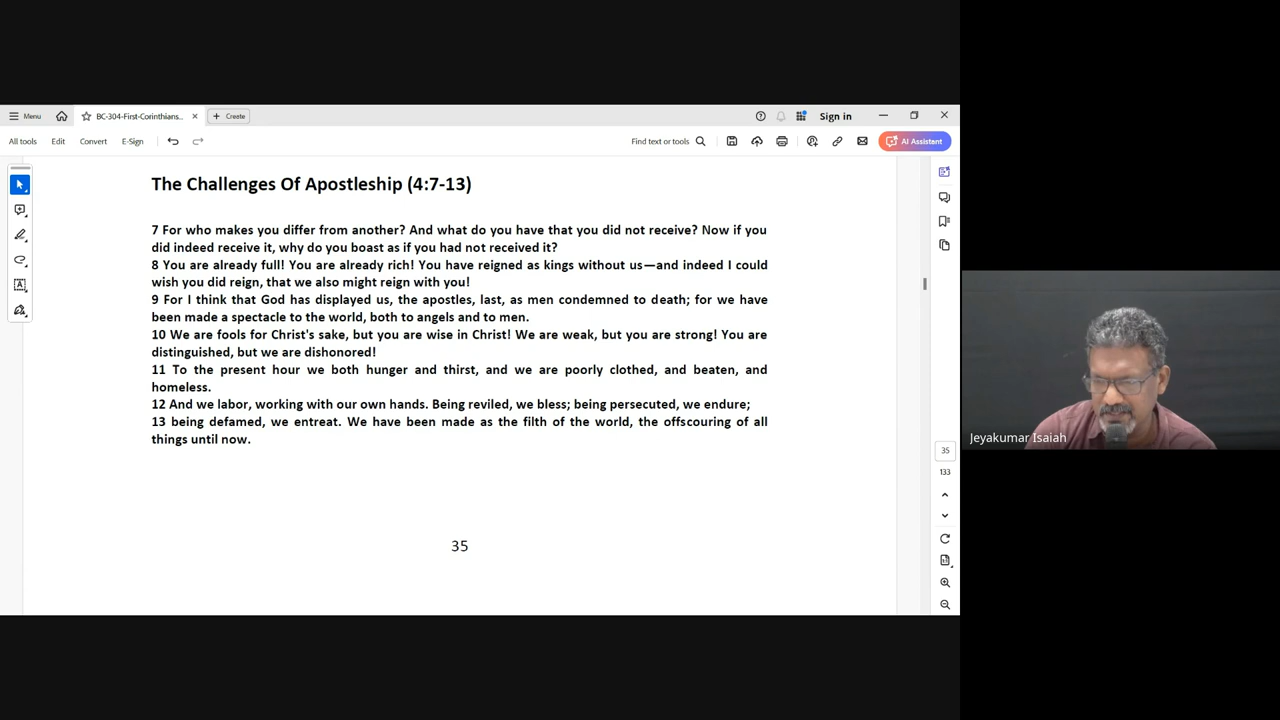 Menu
BC-304-First-Corinthians...
Create
Sign in
All tools
Edit
Convert
E-Sign
Find text or tools
AI Assistant
The Challenges Of Apostleship (4:7-13)
7 For who makes you differ from another? And what do you have that you did not receive? Now if you
did indeed receive it, why do you boast as if you had not received it?
8 You are already full! You are already rich! You have reigned as kings without us—and indeed I could
wish you did reign, that we also might reign with you!
9 For I think that God has displayed us, the apostles, last, as men condemned to death; for we have
been made a spectacle to the world, both to angels and to men.
10 We are fools for Christ's sake, but you are wise in Christ! We are weak, but you are strong! You are
distinguished, but we are dishonored!
11 To the present hour we both hunger and thirst, and we are poorly clothed, and beaten, and
homeless.
12 And we labor, working with our own hands. Being reviled, we bless; being persecuted, we endure;
13 being defamed, we entreat. We have been made as the filth of the world, the offscouring of all
things until now.
35
35
133
Jeyakumar Isaiah